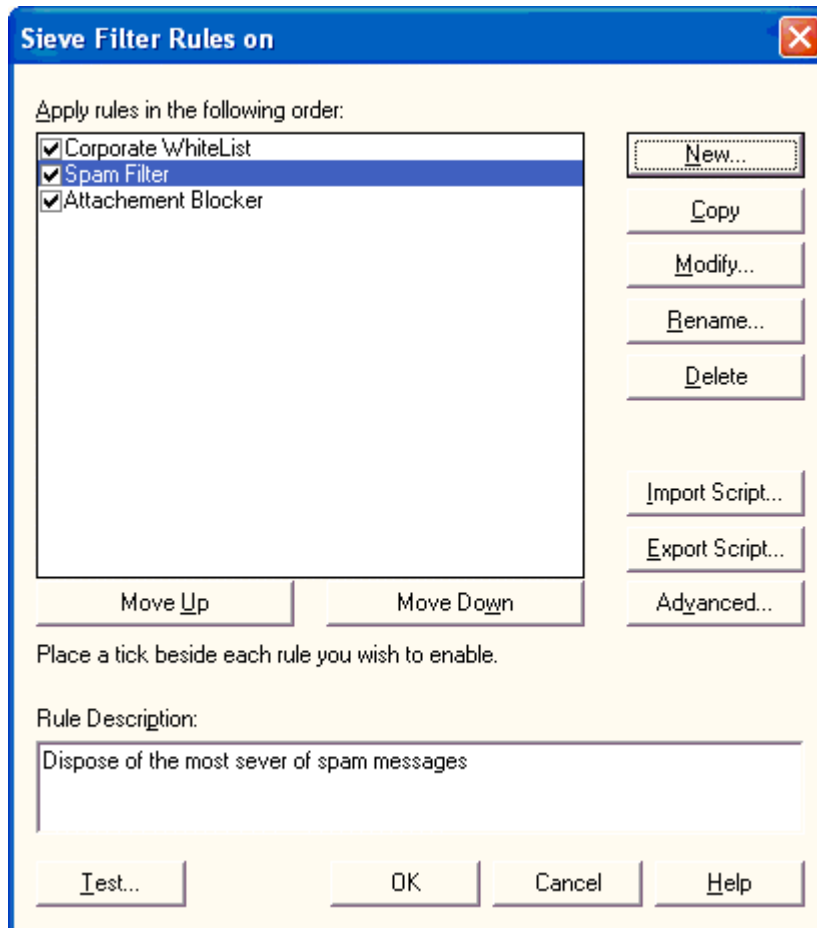 Sieve Filter Rules on
Apply rules in the following order:
Corporate WhiteList
Spam Filter
Attachement Blocker
New...
Copy
Modify...
Rename...
Delete
Import Script...
Export Script...
Advanced...
Move Up
Move Down
Place a tick beside each rule you wish to enable.
Rule Description:
Dispose of the most sever of spam messages
Test...
OK
Cancel
Help